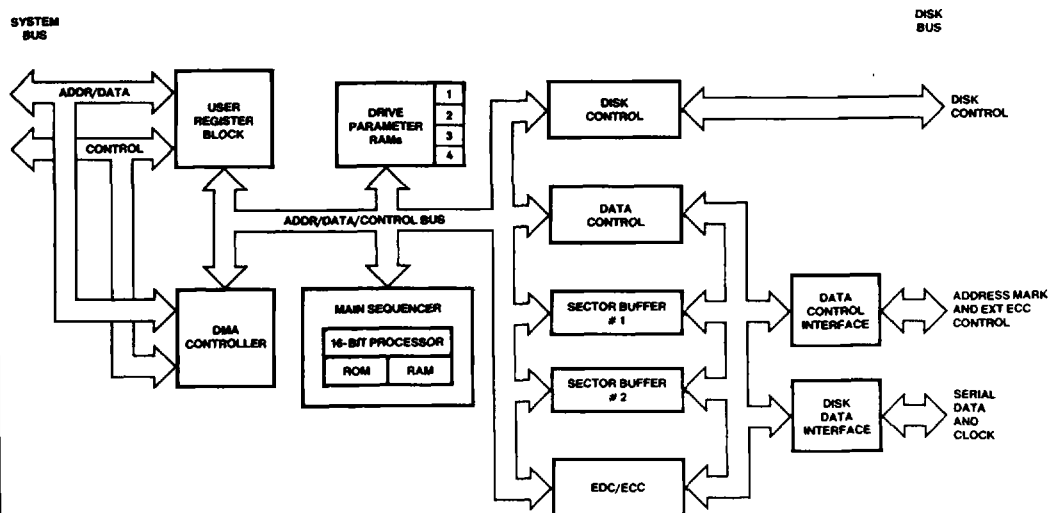 SYSTEM
BUS
DISK
BUS
ADDR/DATA
CONTROL
USER
REGISTER
BLOCK
DRIVE
PARAMETER
RAMs
1
2
3
4
DISK
CONTROL
DISK
CONTROL
ADDR/DATA/CONTROL BUS
DATA
CONTROL
DMA
CONTROLLER
MAIN SEQUENCER
16-BIT PROCESSOR
ROM
RAM
SECTOR BUFFER
# 1
DATA
CONTROL
INTERFACE
ADDRESS MARK
AND EXT ECC
CONTROL
SECTOR BUFFER
# 2
DISK
DATA
INTERFACE
SERIAL
DATA
AND
CLOCK
EDC/ECC